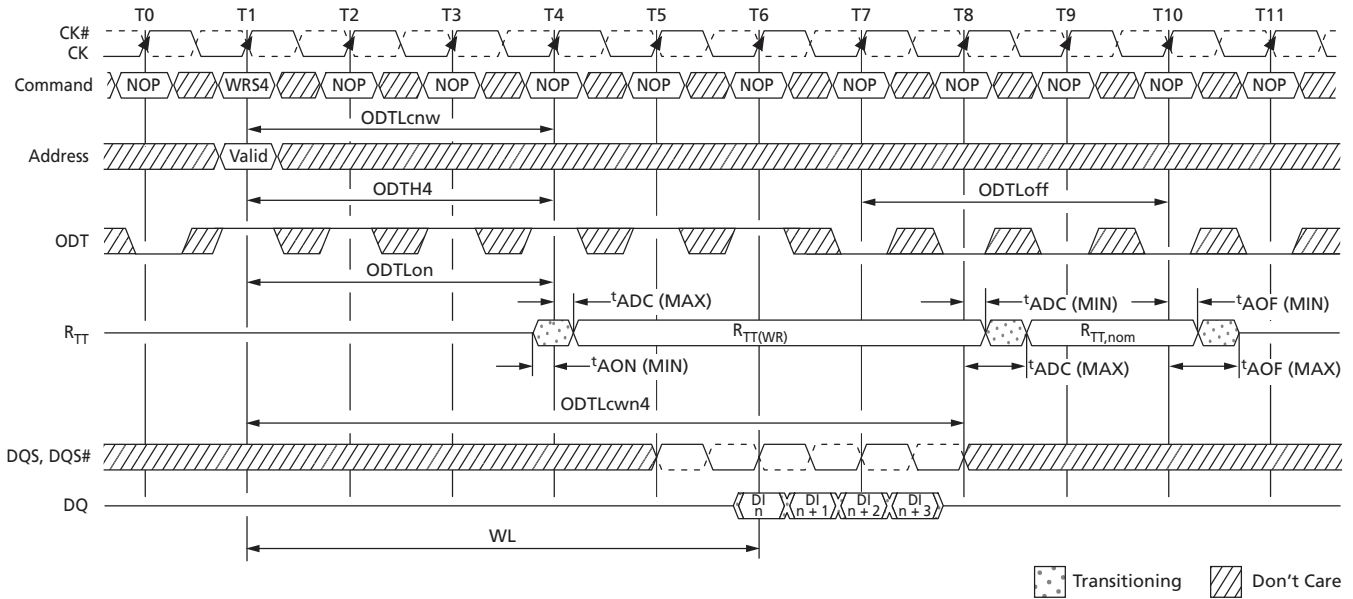 T0 T1 T2 T3 T4 T5 T6 T7 T8 T9 T10 T11
CK#
CK
Command NOP WRS4 NOP NOP NOP NOP NOP NOP NOP NOP NOP NOP
ODTLcnw
Address Valid
ODTH4 ODTLoff
ODT
ODTLon
tADC (MAX) tADC (MIN) tAOF (MIN)
RTT RTT(WR) RTT,nom
tAON (MIN) tADC (MAX) tAOF (MAX)
ODTLcwn4
DQS, DQS#
DQ DI n DI n + 1 DI n + 2 DI n + 3
WL
Transitioning Don't Care